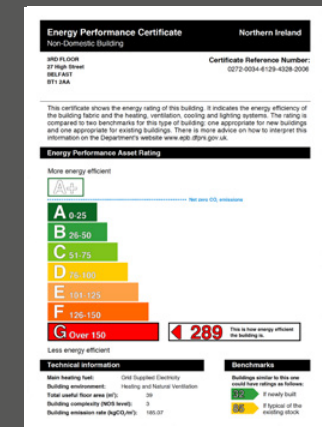 Energy Performance Certificate
Northern Ireland
Non-Domestic Building
3RD FLOOR
27 High Street
BELFAST
BT1 2AA
Certificate Reference Number:
0272-0034-6129-4328-2006
This certificate shows the energy rating of this building. It indicates the energy efficiency of
the building fabric and the heating, ventilation, cooling and lighting systems. The rating is
compared to two benchmarks for this type of building: one appropriate for new buildings
and one appropriate for existing buildings. There is more advice on how to interpret this
information on the Department's website www.epb.dfpni.gov.uk.
Energy Performance Asset Rating
More energy efficient
A+
Net zero CO₂ emissions
A 0-25
B 26-50
C 51-75
D 76-100
E 101-125
F 126-150
G Over 150
289
This is how energy efficient
the building is.
Less energy efficient
Technical information
Main heating fuel: Grid Supplied Electricity
Building environment: Heating and Natural Ventilation
Total useful floor area (m²): 39
Building complexity (NOS level): 3
Building emission rate (kgCO₂/m²): 185.07
Benchmarks
Buildings similar to this one
could have ratings as follows:
If newly built
If typical of the
existing stock